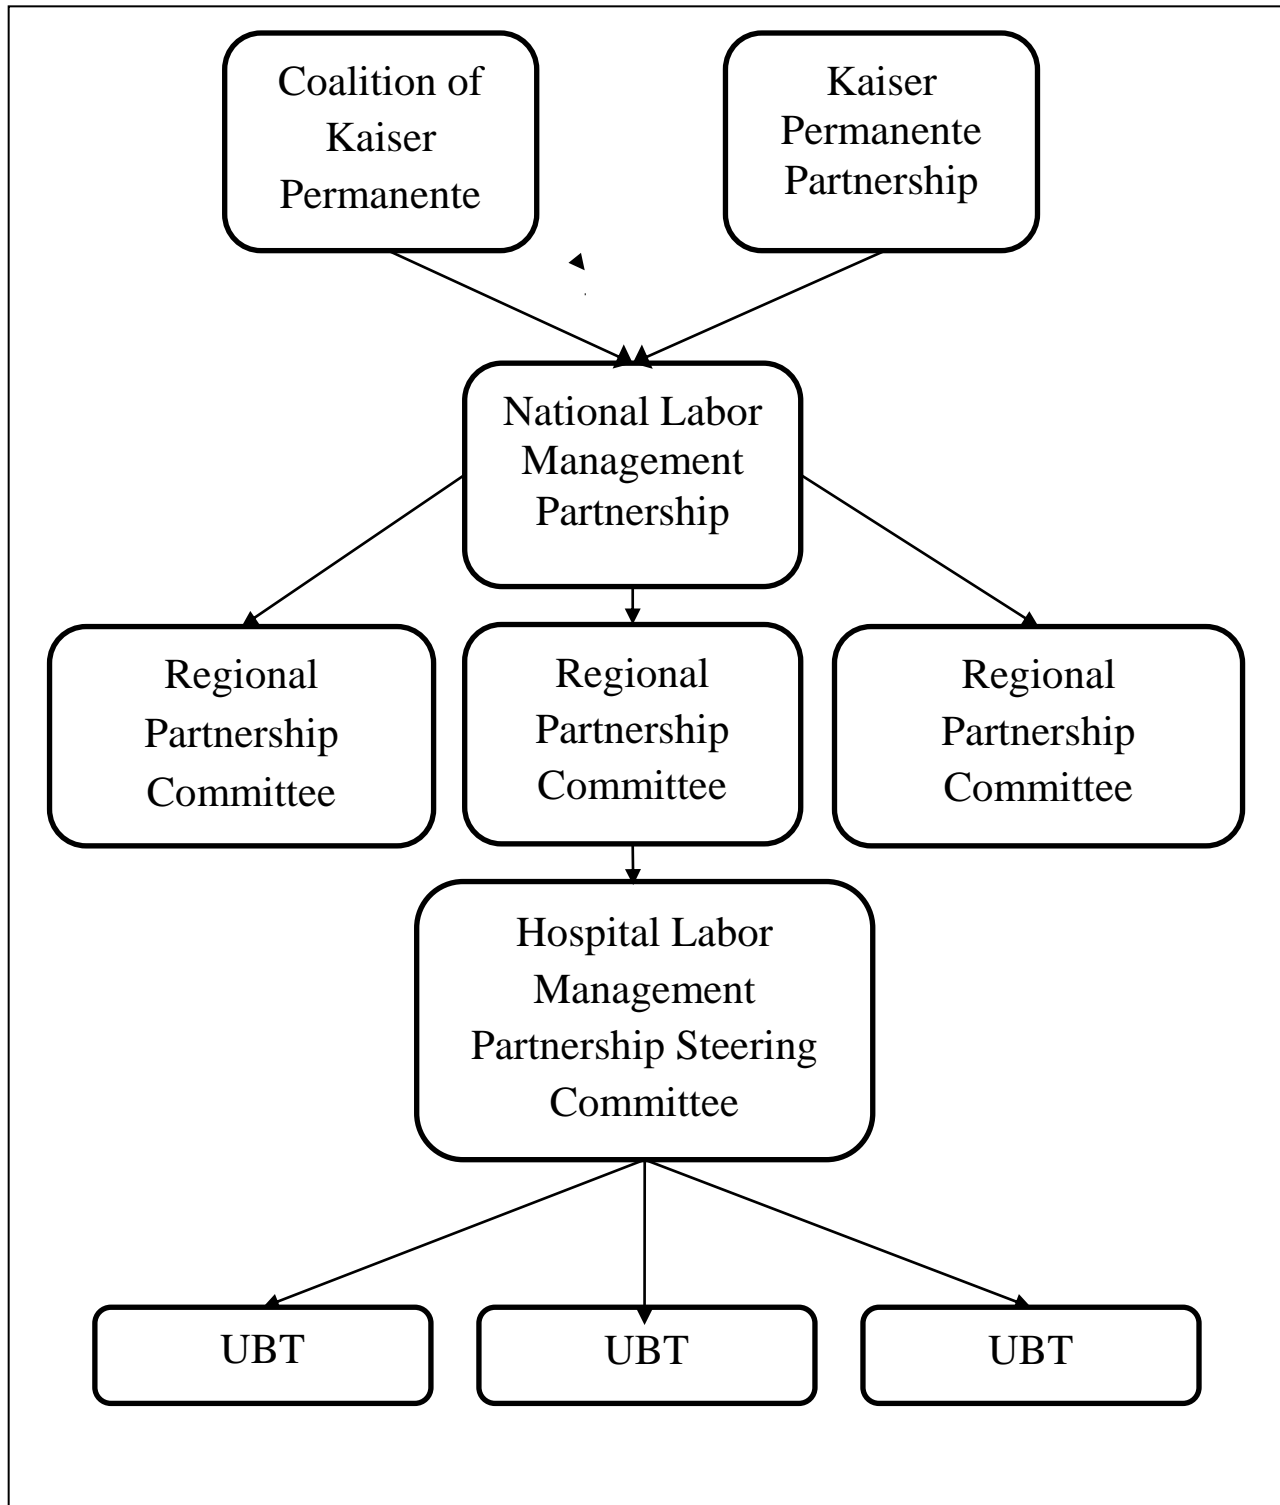 Coalition of
Kaiser
Permanente
Kaiser
Permanente
Partnership
National Labor
Management
Partnership
Regional
Partnership
Committee
Regional
Partnership
Committee
Regional
Partnership
Committee
Hospital Labor
Management
Partnership Steering
Committee
UBT
UBT
UBT